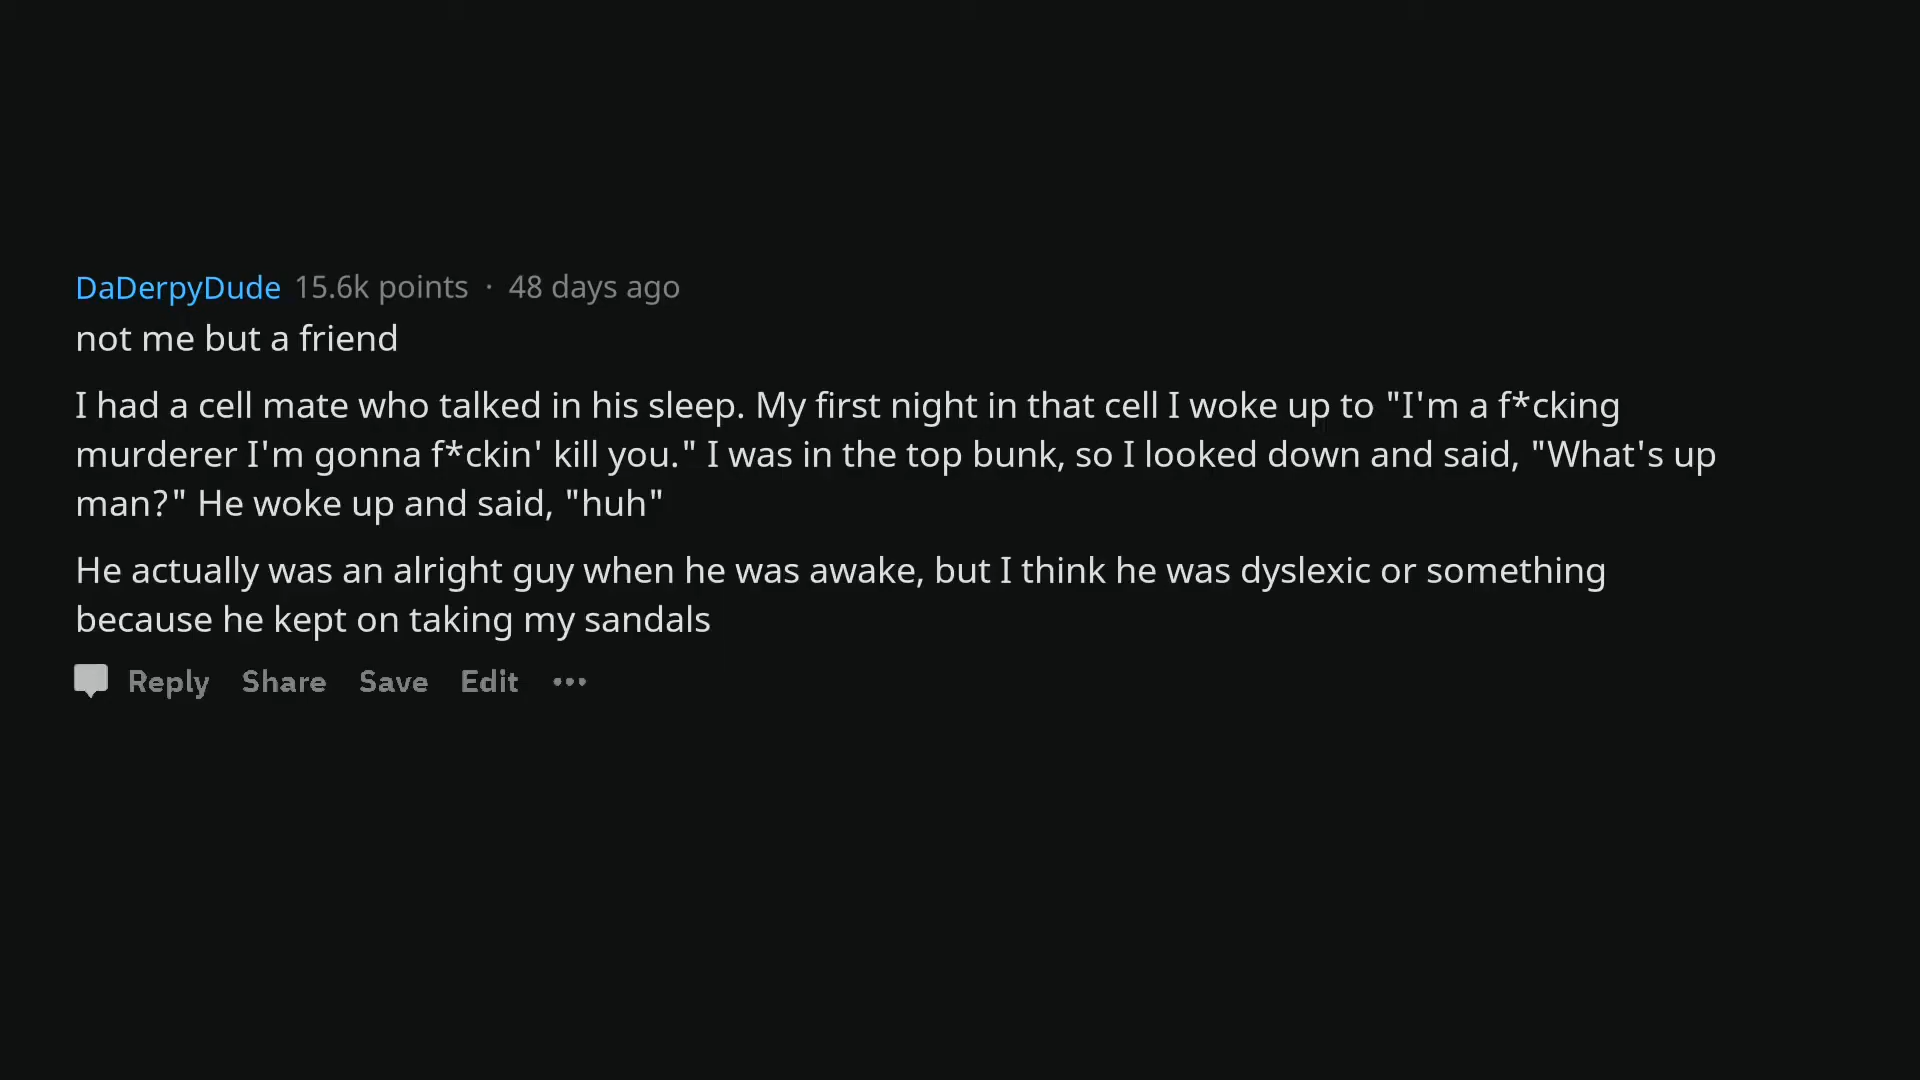 DaDerpyDude 15.6k points · 48 days ago
not me but a friend
I had a cell mate who talked in his sleep. My first night in that cell I woke up to "I'm a f*cking
murderer I'm gonna f*ckin' kill you." I was in the top bunk, so I looked down and said, "What's up
man?" He woke up and said, "huh"
He actually was an alright guy when he was awake, but I think he was dyslexic or something
because he kept on taking my sandals
Reply Share Save Edit •••